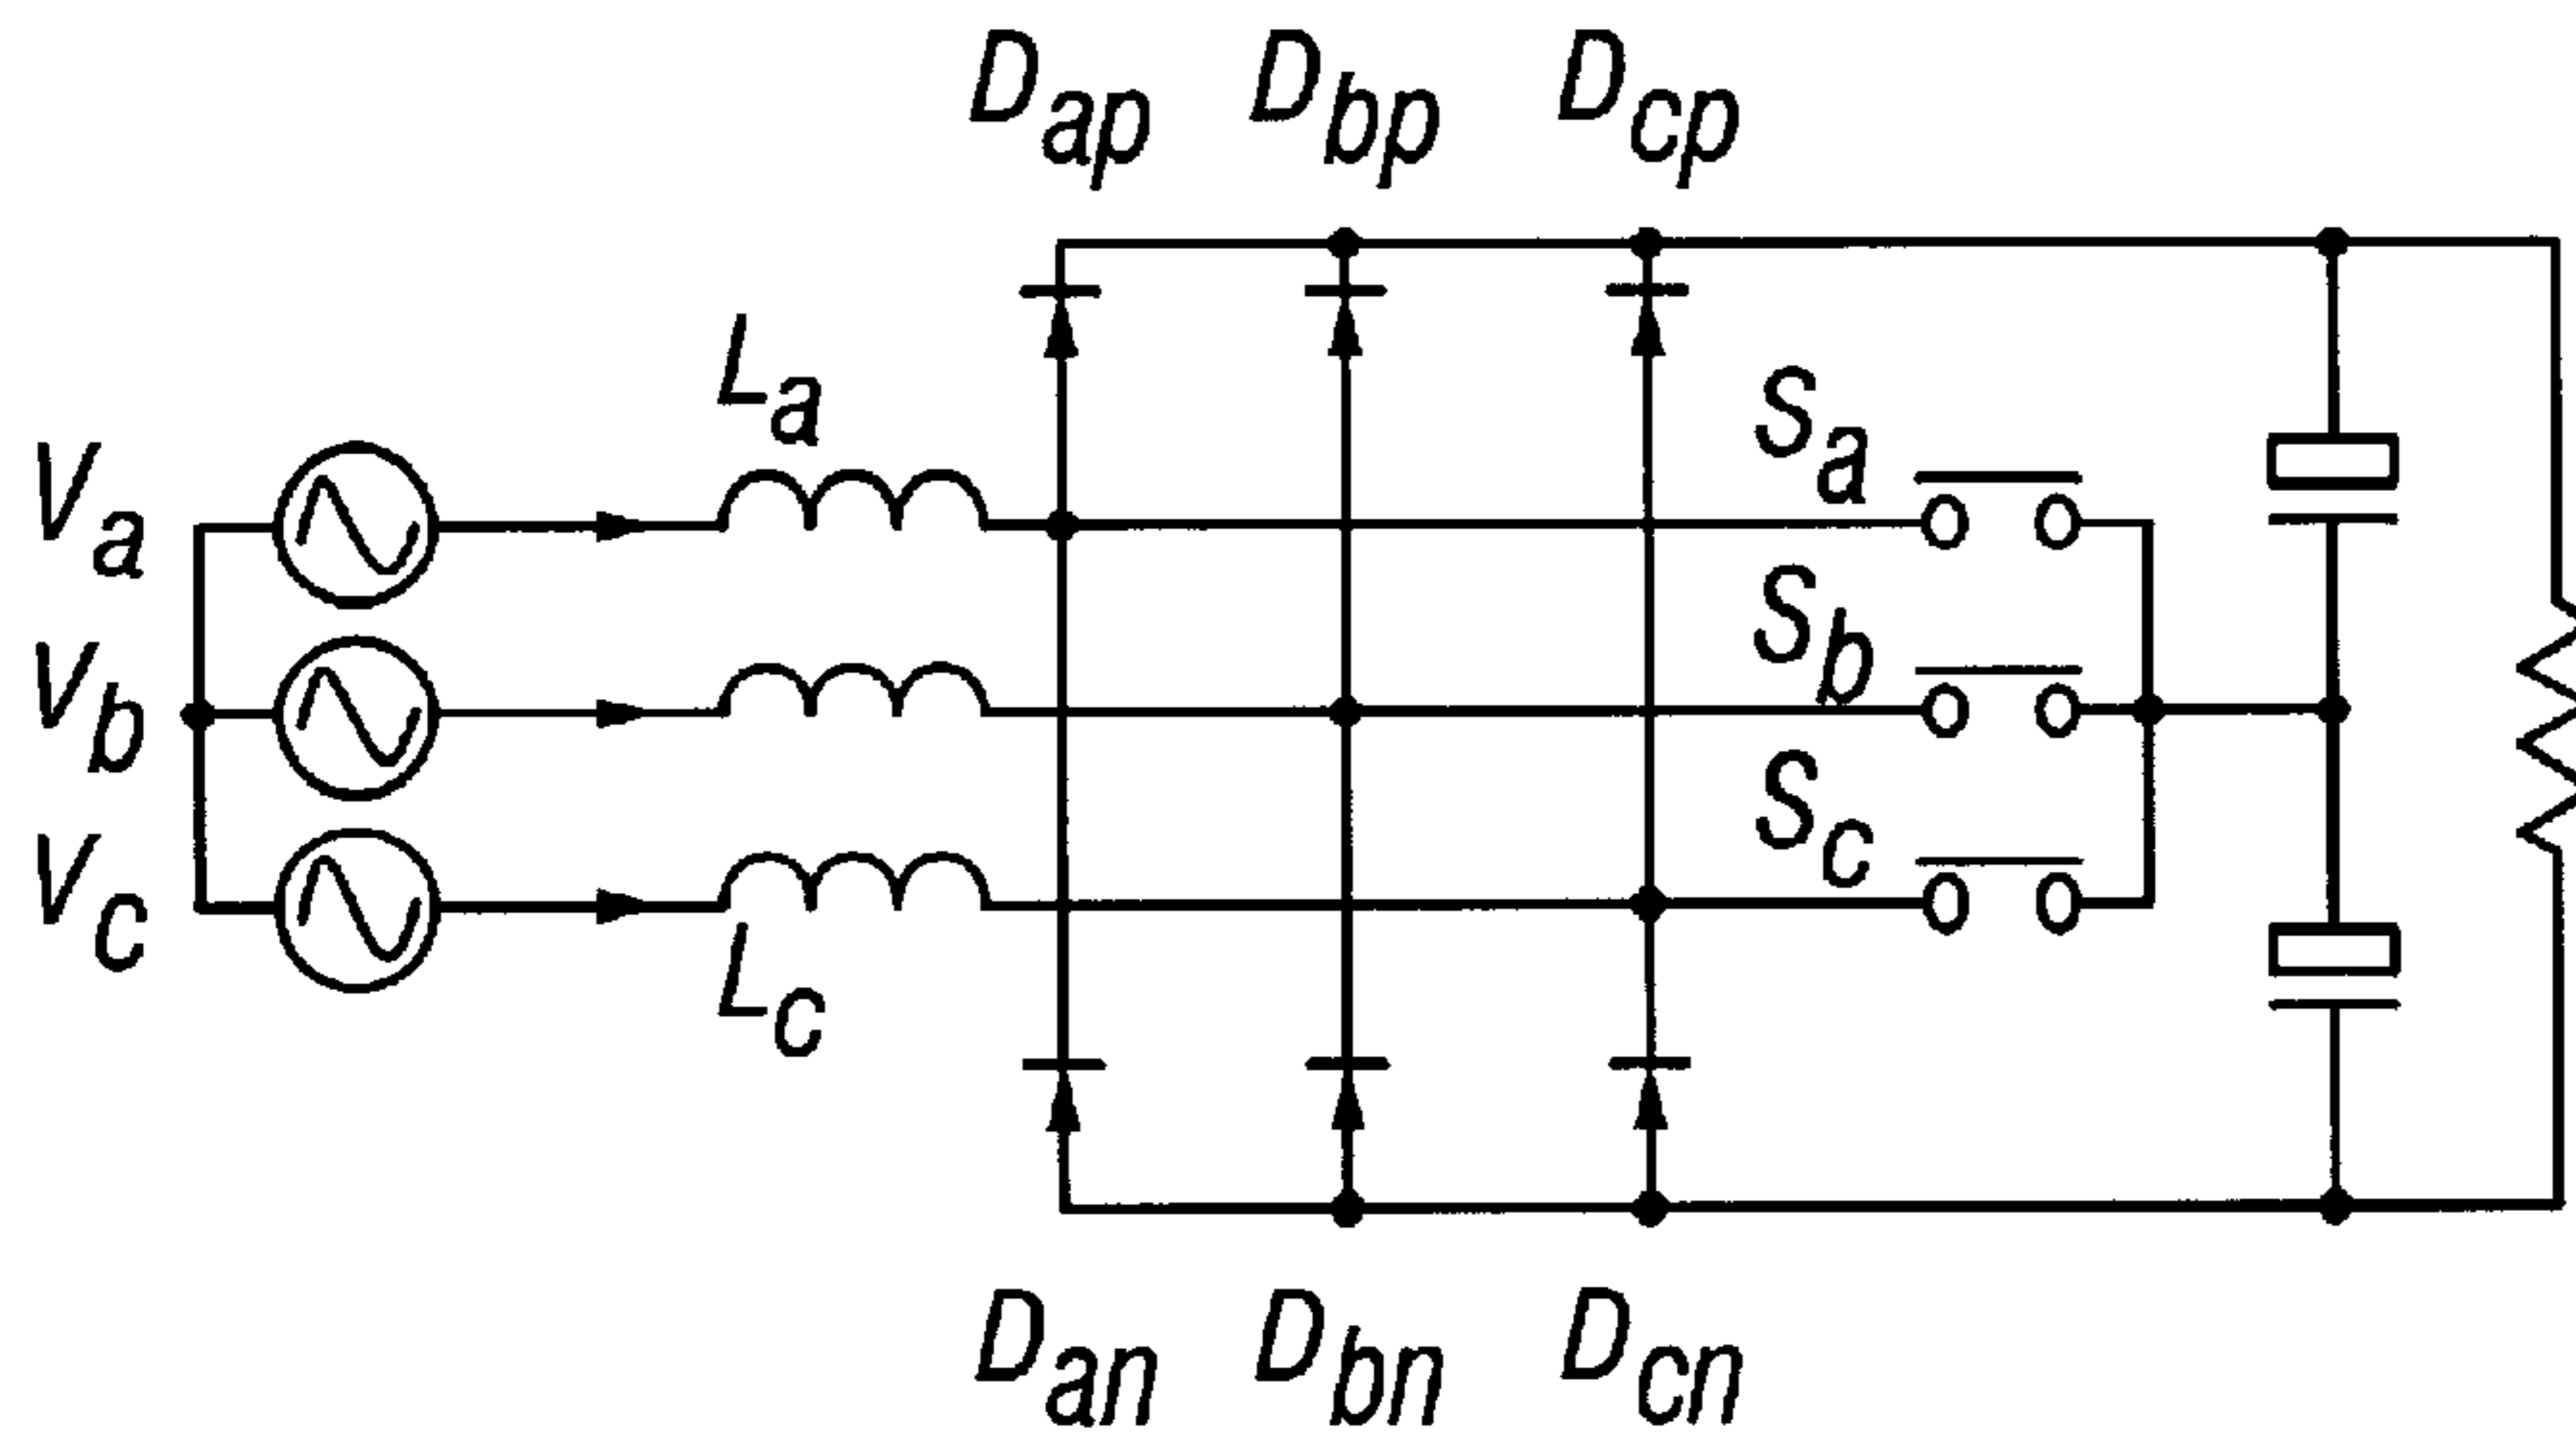 Dap Dbp Dcp
La
Va
Sa
Vb
Sb
Vc
Sc
Lc
Dan Dbn Dcn